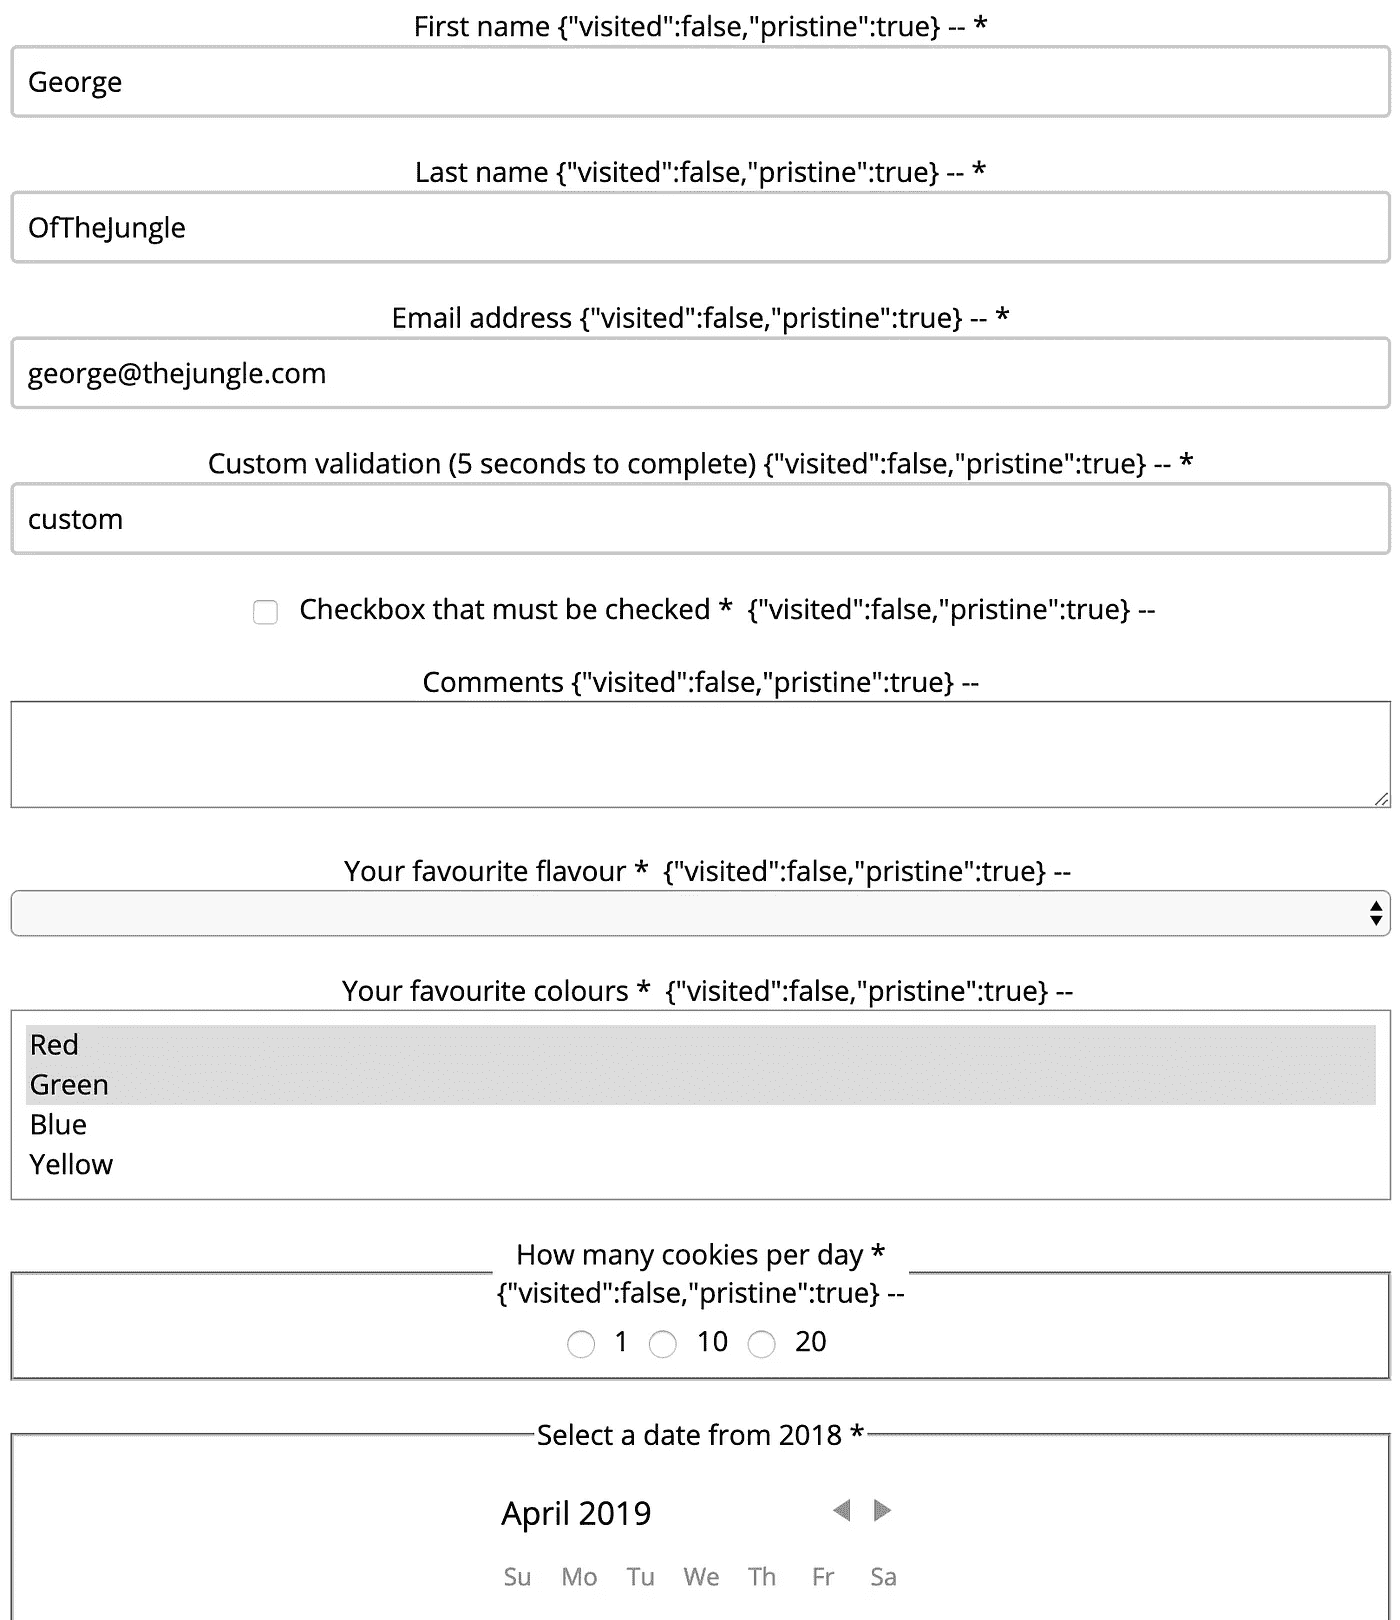 First name {"visited":false,"pristine":true} -- *
George
Last name {"visited":false,"pristine":true} -- *
OfTheJungle
Email address {"visited":false,"pristine":true} -- *
george@thejungle.com
Custom validation (5 seconds to complete) {"visited":false,"pristine":true} -- *
custom
Checkbox that must be checked * {"visited":false,"pristine":true} --
Comments {"visited":false,"pristine":true} --
Your favourite flavour * {"visited":false,"pristine":true} --
Your favourite colours * {"visited":false,"pristine":true} --
Red
Green
Blue
Yellow
How many cookies per day *
{"visited":false,"pristine":true} --
1 10 20
Select a date from 2018 *
April 2019
Su Mo Tu We Th Fr Sa